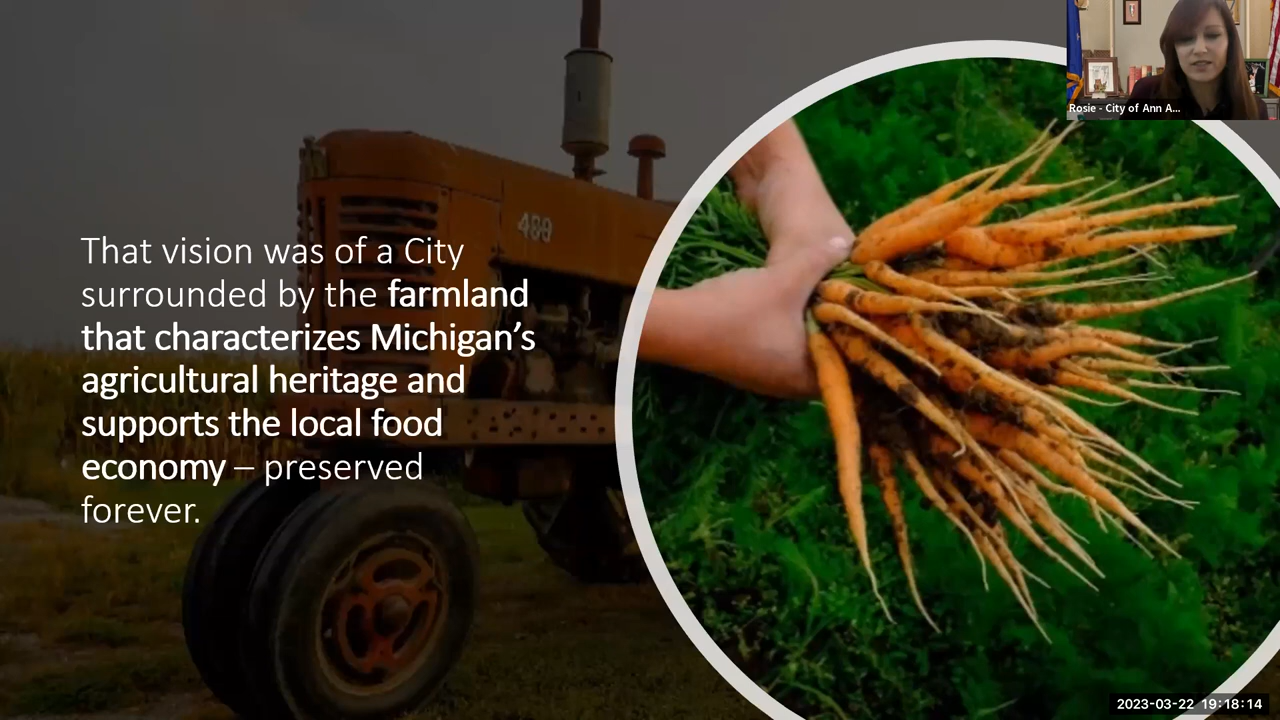 Rosie - City of Ann A...
400
That vision was of a City
surrounded by the farmland
that characterizes Michigan’s
agricultural heritage and
supports the local food
economy – preserved
forever.
2023-03-22 19:18:14